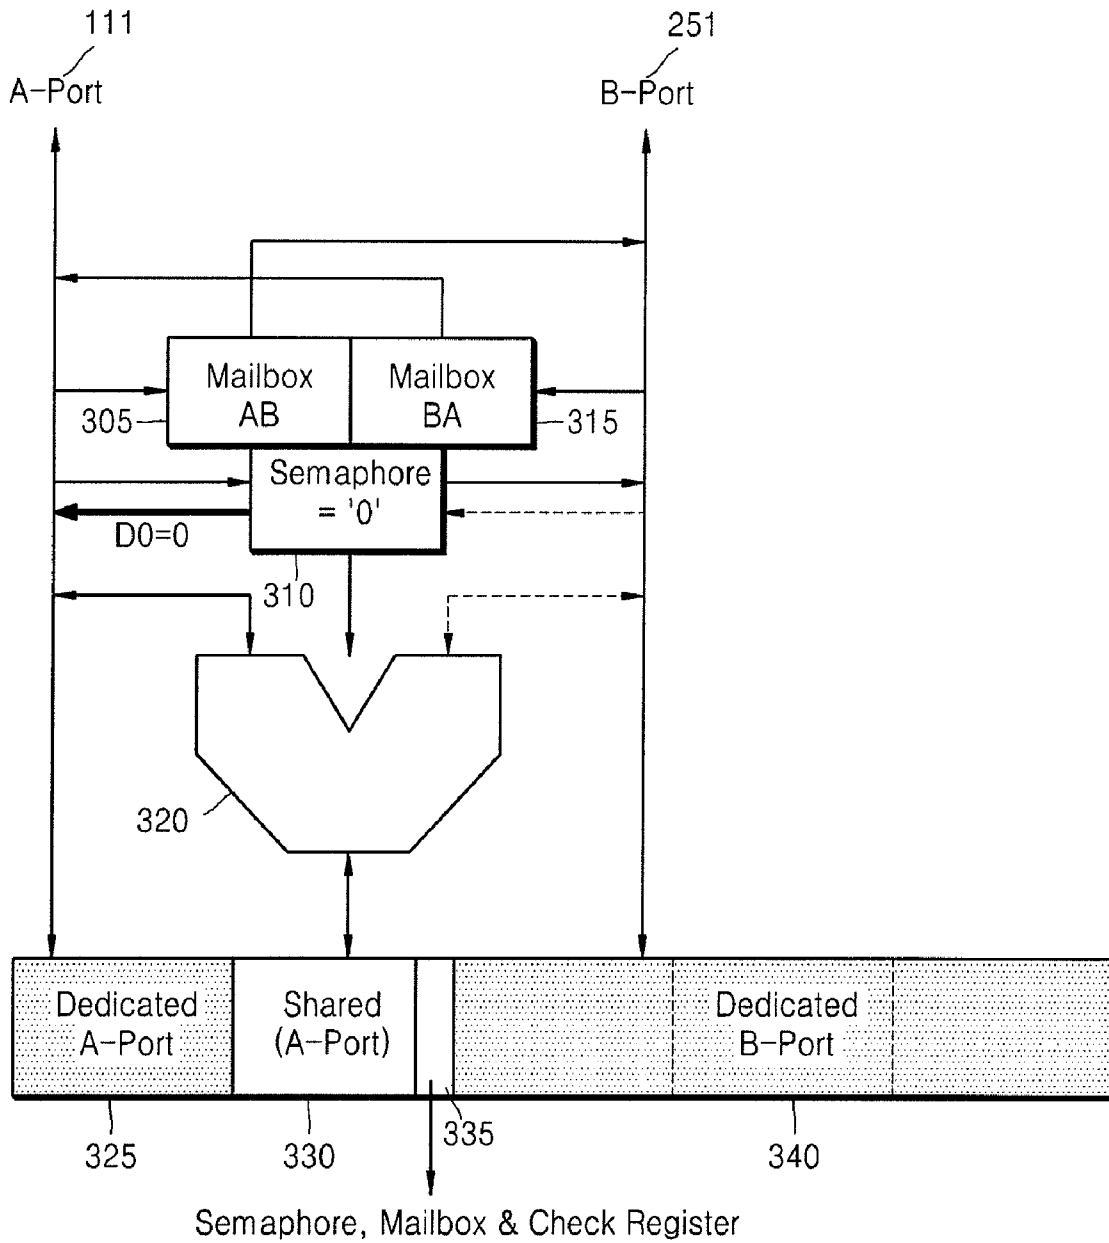 111
251
A-Port
B-Port
Mailbox
AB
Mailbox
BA
305
315
Semaphore
= '0'
D0=0
310
320
Dedicated
A-Port
Shared
(A-Port)
Dedicated
B-Port
325
330
335
340
Semaphore, Mailbox & Check Register